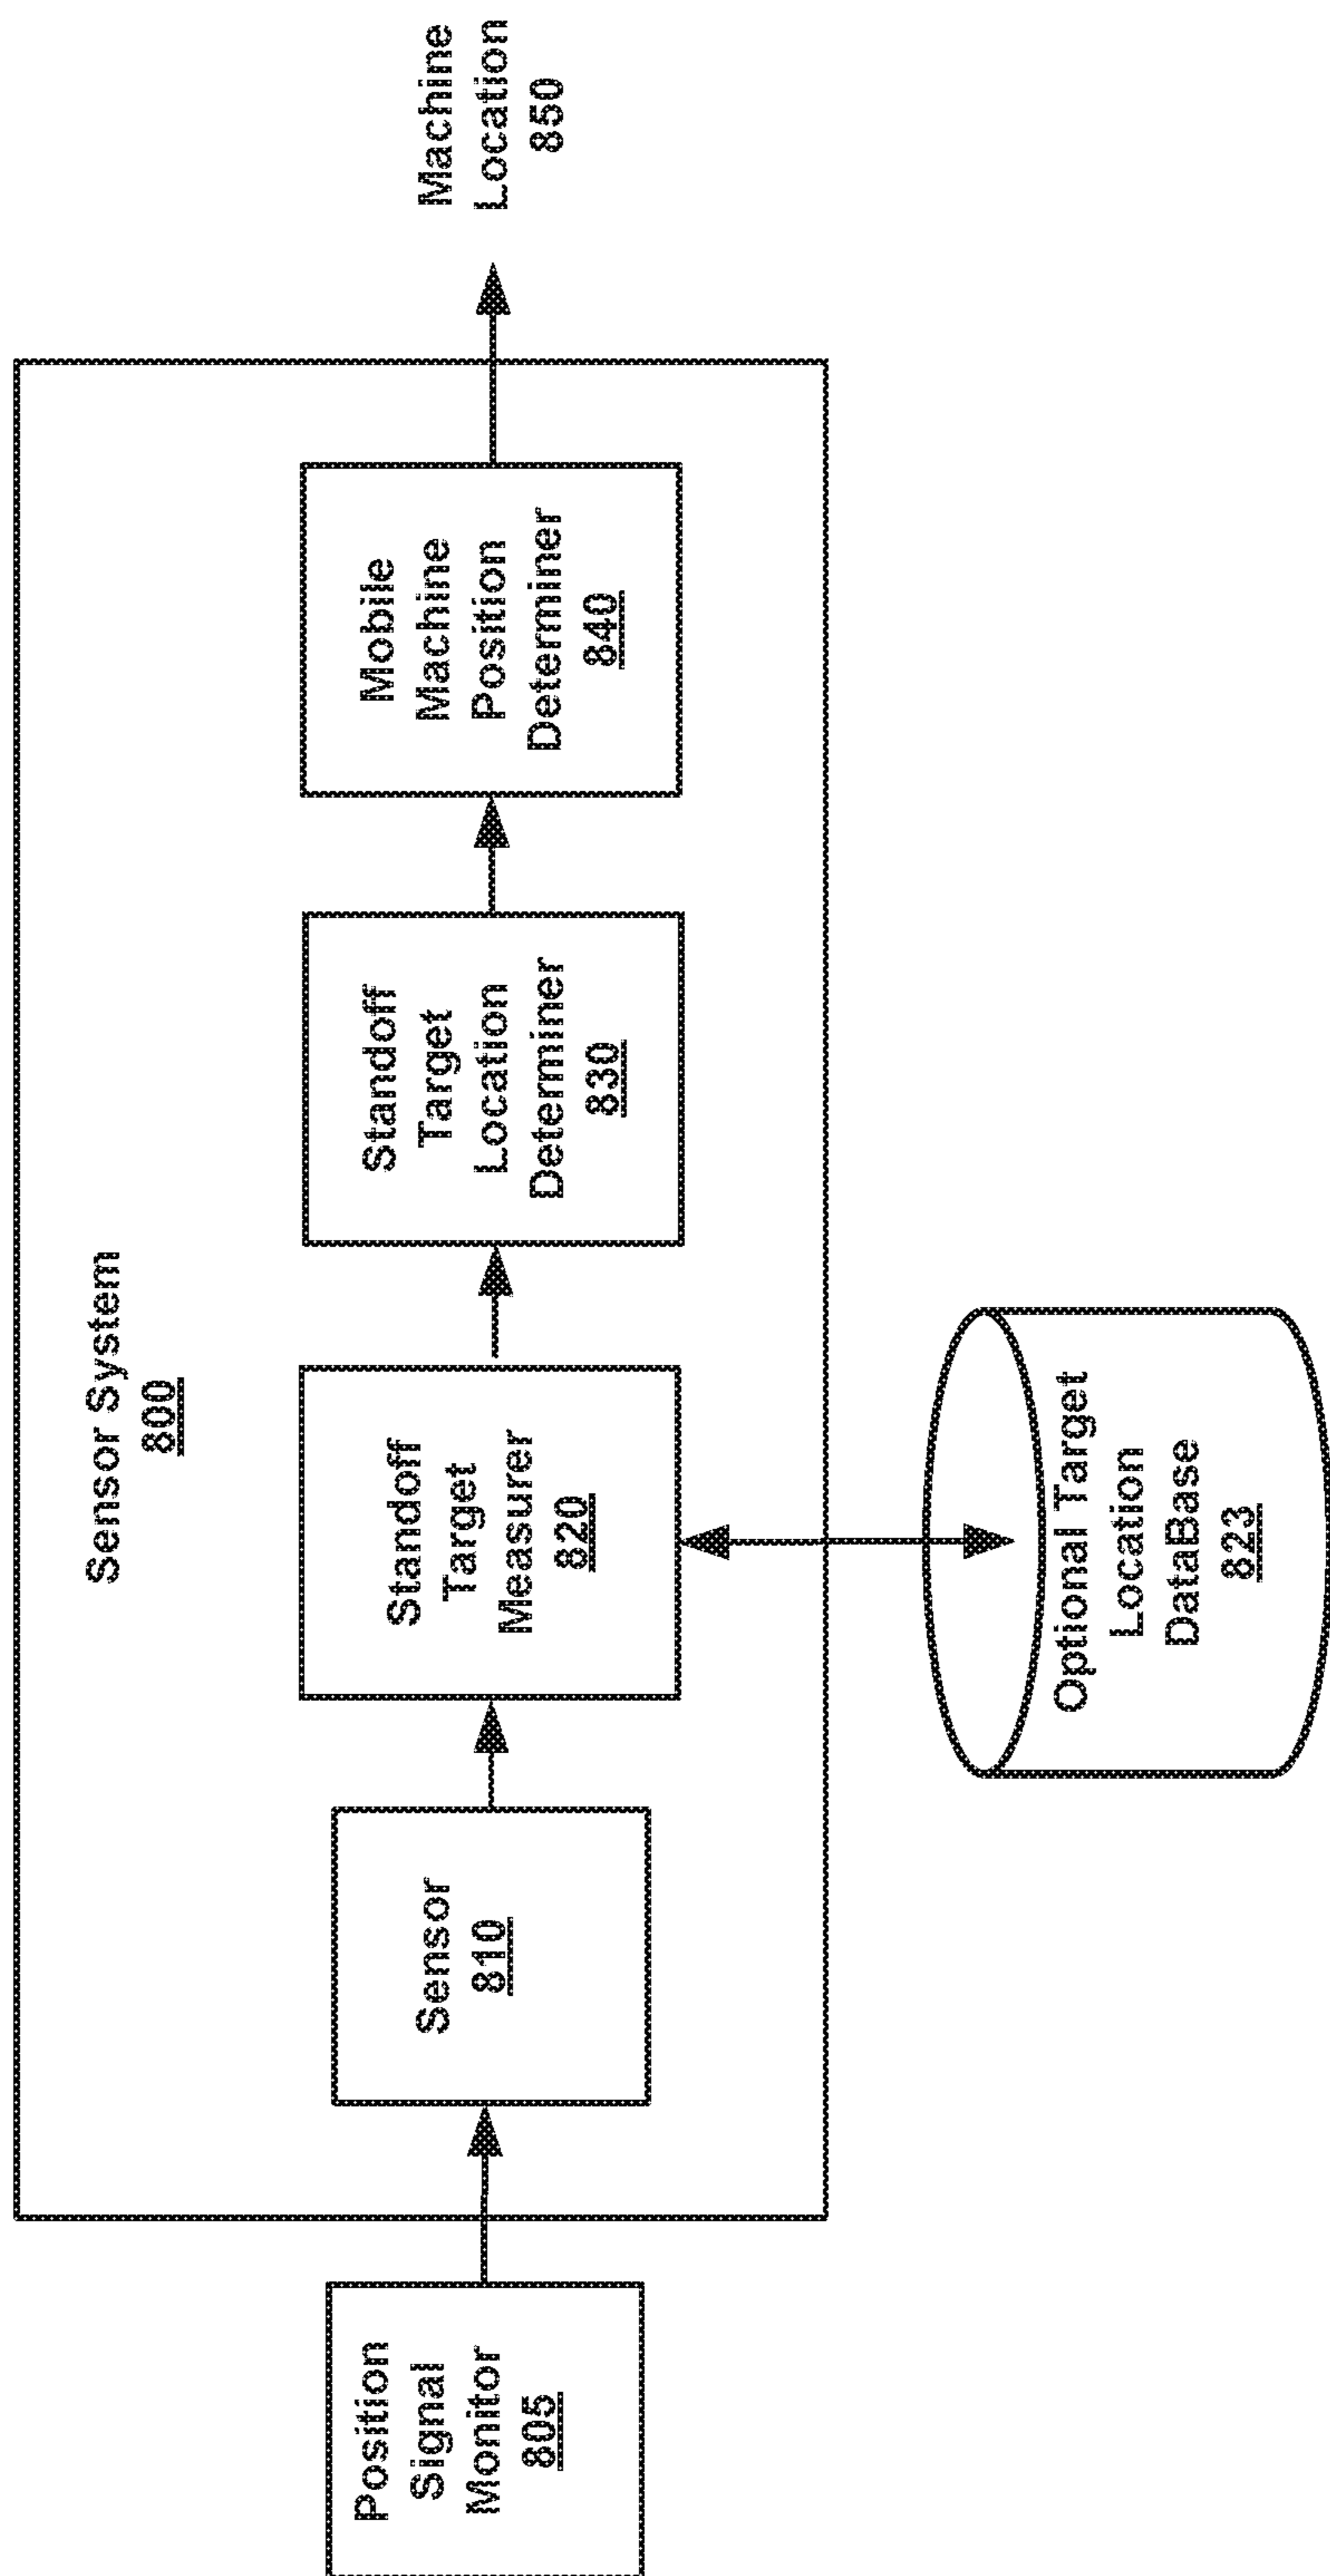 Sensor System
800
Position
Signal
Monitor
805
Sensor
810
Standoff
Target
Measurer
820
Standoff
Target
Location
Determiner
830
Mobile
Machine
Position
Determiner
840
Machine
Location
850
Optional Target
Location
DataBase
823